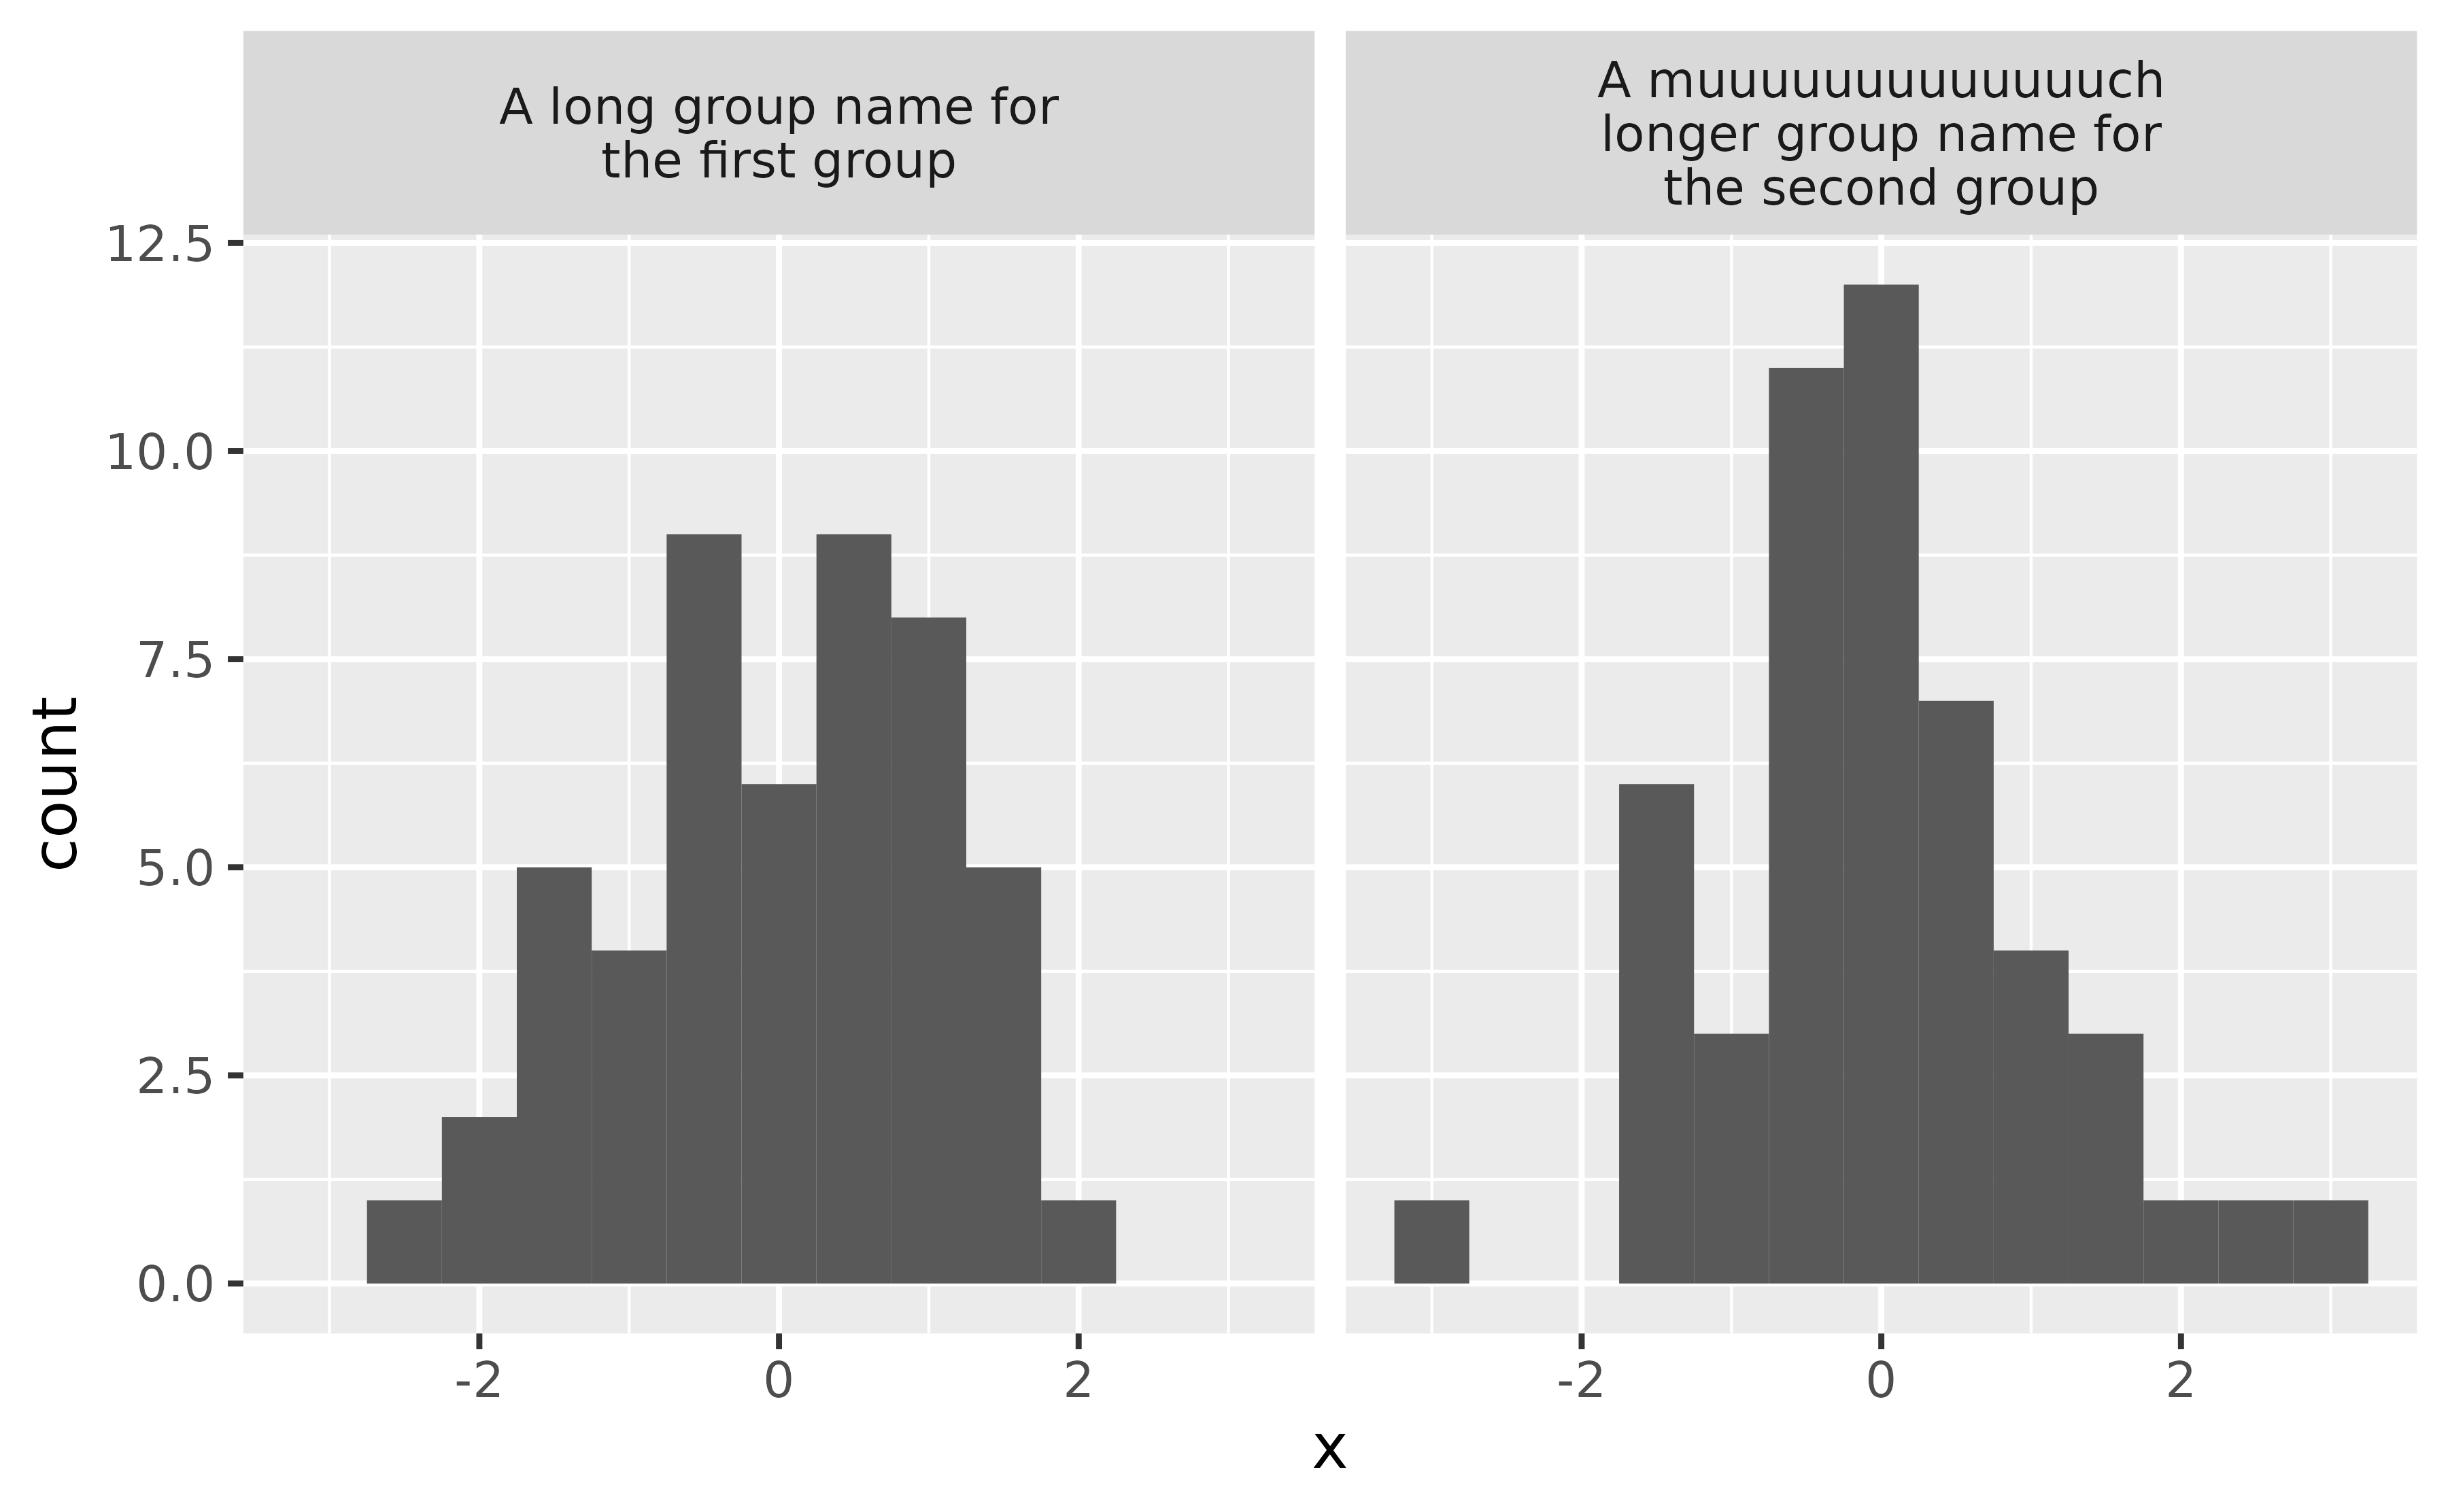 A long group name for
the first group
A muuuuuuuuuuuuuuch
longer group name for
the second group
12.5
10.0
7.5
5.0
2.5
0.0
count
-2
0
2
-2
0
2
x